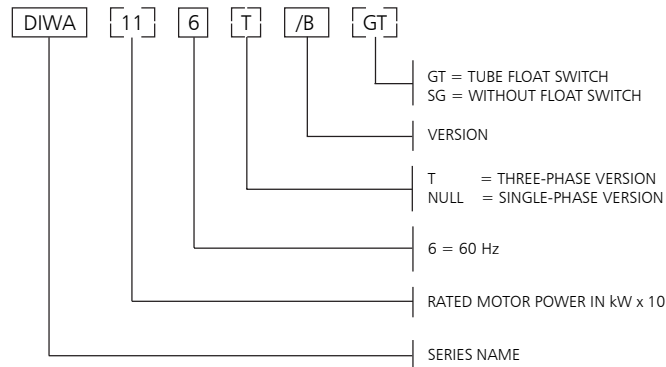 DIWA 11 6 T /B GT
GT = TUBE FLOAT SWITCH
SG = WITHOUT FLOAT SWITCH
VERSION
T = THREE-PHASE VERSION
NULL = SINGLE-PHASE VERSION
6 = 60 Hz
RATED MOTOR POWER IN kW x 10
SERIES NAME